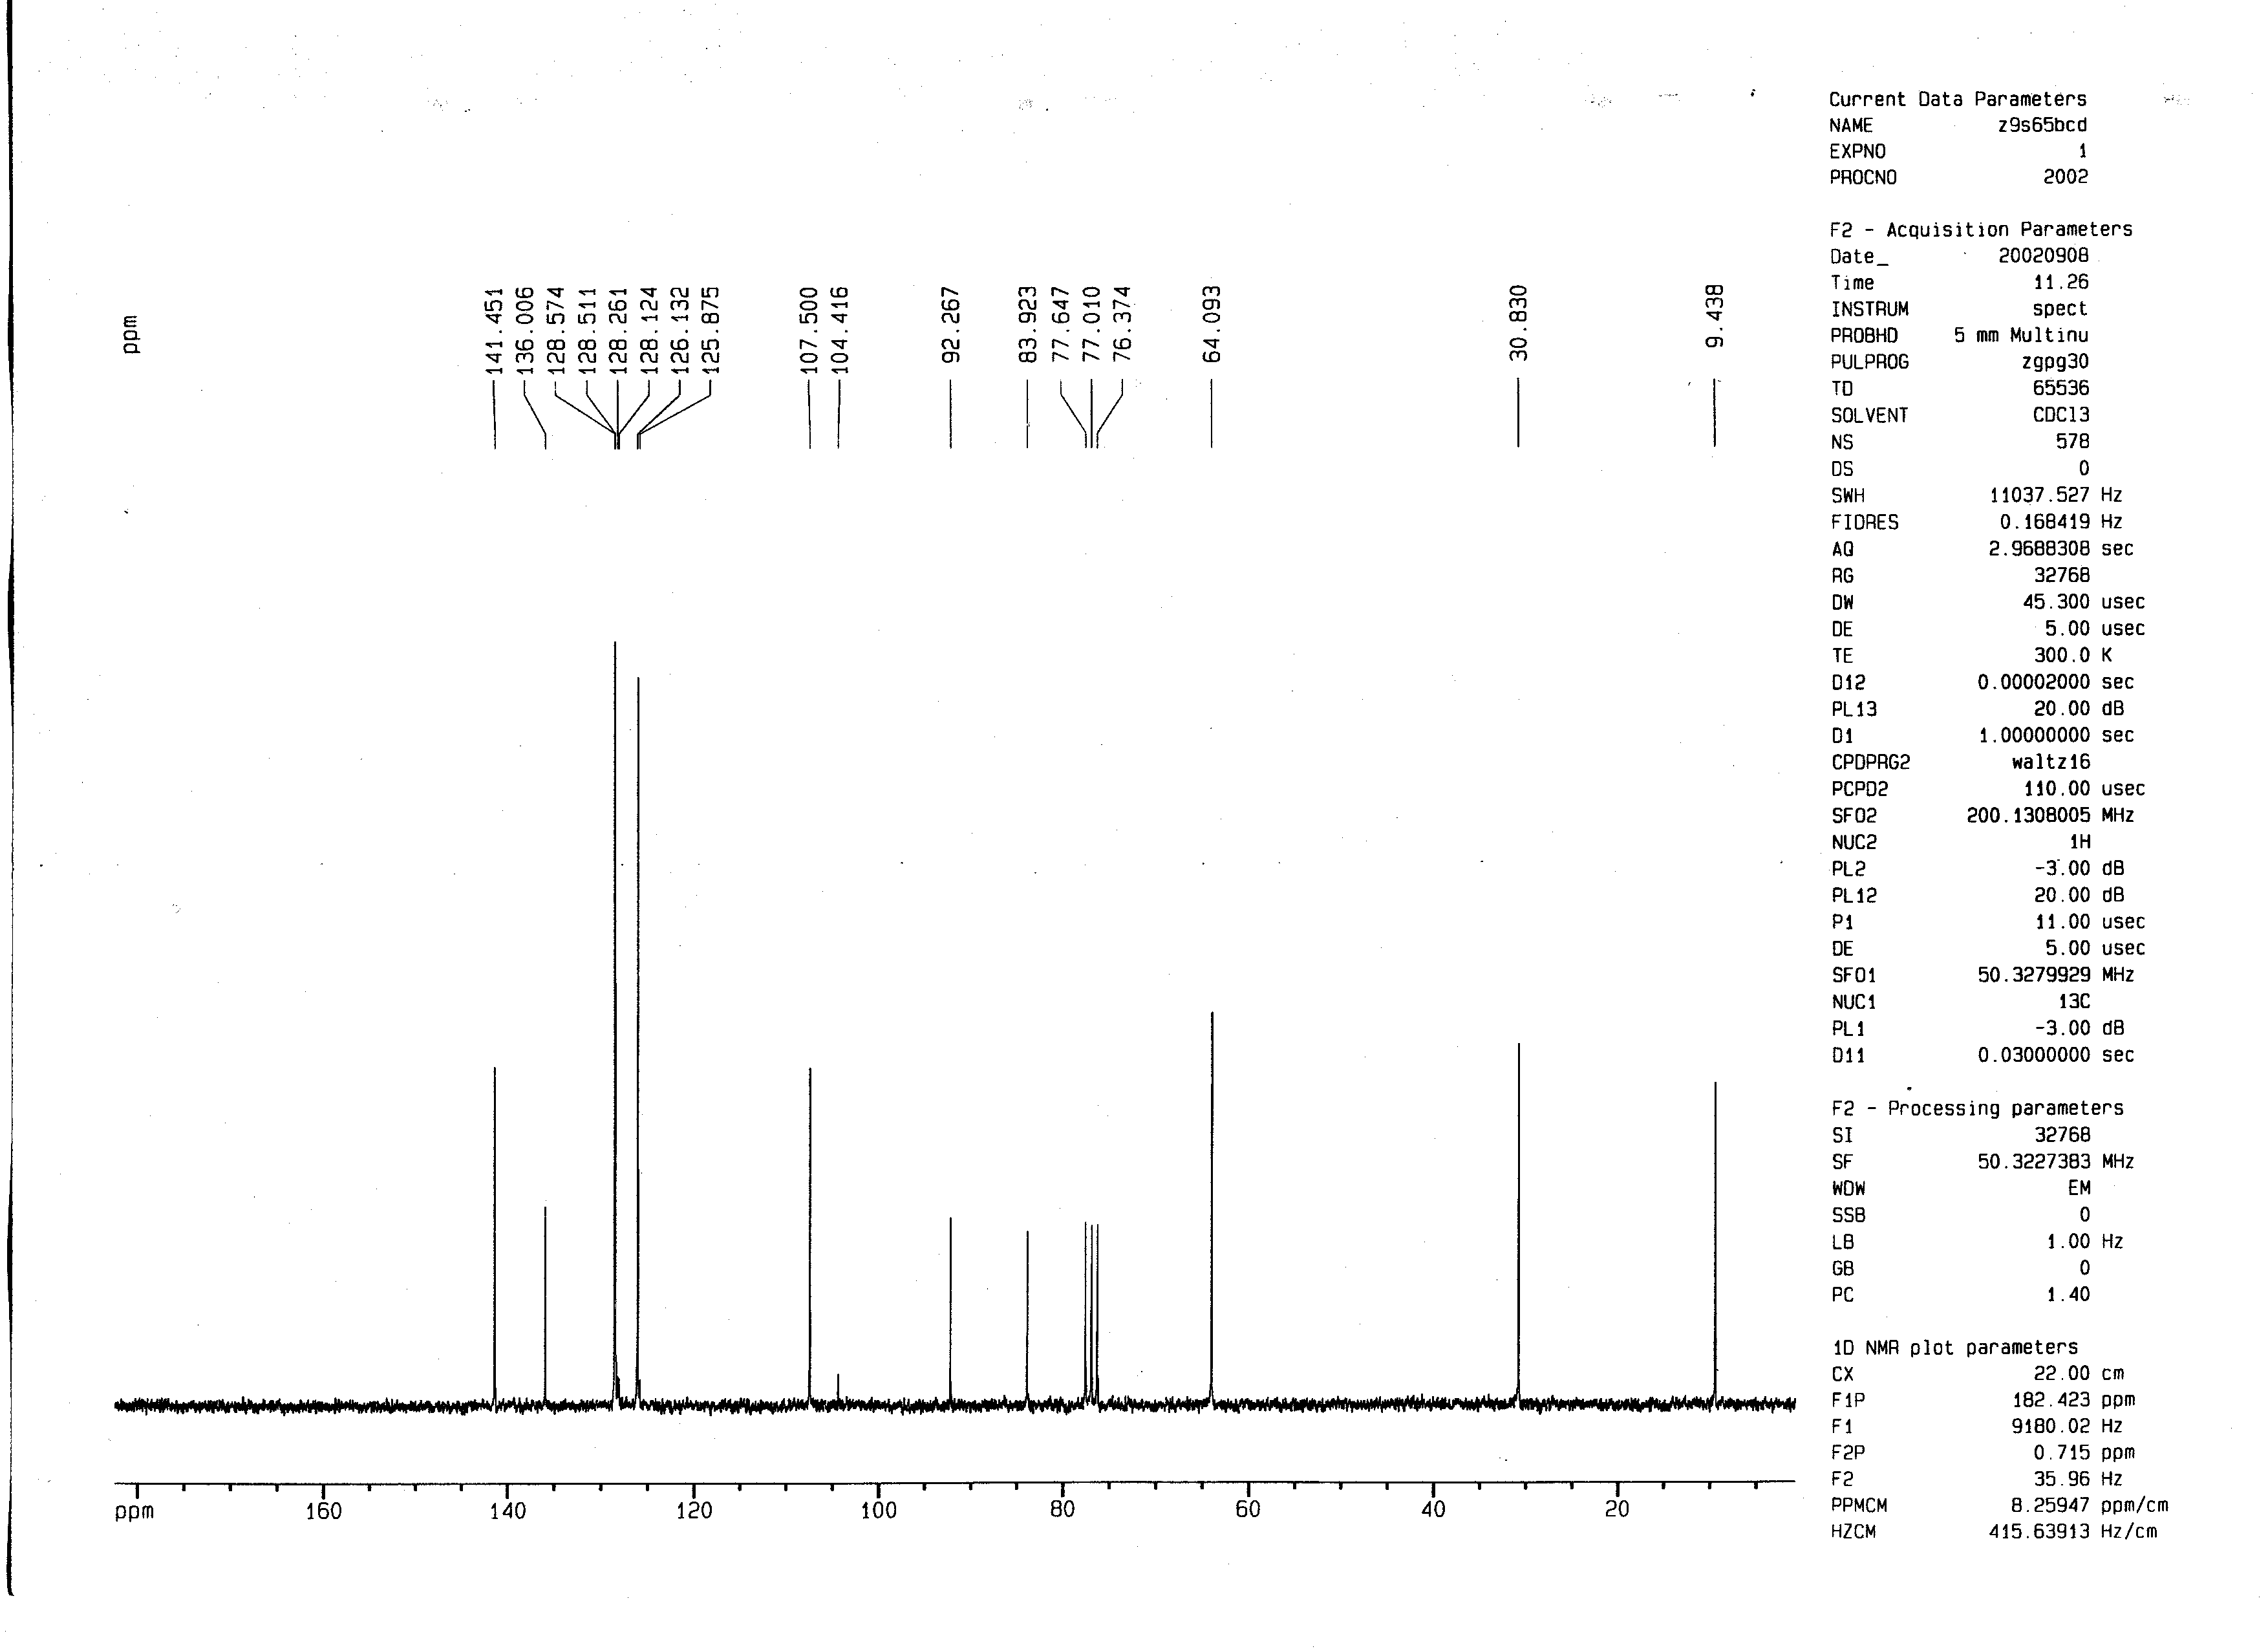 ppm
141.451
136.006
128.574
128.511
128.261
128.124
126.132
125.875
107.500
104.416
92.267
83.923
77.647
77.010
76.374
64.093
30.830
9.438
ppm 160 140 120 100 80 60 40 20
Current Data Parameters
NAME z9s65bcd
EXPNO 1
PROCNO 2002
F2 - Acquisition Parameters
Date_ 20020908
Time 11.26
INSTRUM spect
PROBHD 5 mm Multinu
PULPROG zgpg30
TD 65536
SOLVENT CDCl3
NS 578
DS 0
SWH 11037.527 Hz
FIDRES 0.168419 Hz
AQ 2.9688308 sec
RG 32768
DW 45.300 usec
DE 5.00 usec
TE 300.0 K
D12 0.00002000 sec
PL13 20.00 dB
D1 1.00000000 sec
CPDPRG2 waltz16
PCPD2 110.00 usec
SFO2 200.1308005 MHz
NUC2 1H
PL2 -3.00 dB
PL12 20.00 dB
P1 11.00 usec
DE 5.00 usec
SFO1 50.3279929 MHz
NUC1 13C
PL1 -3.00 dB
D11 0.03000000 sec
F2 - Processing parameters
SI 32768
SF 50.3227383 MHz
WDW EM
SSB 0
LB 1.00 Hz
GB 0
PC 1.40
1D NMR plot parameters
CX 22.00 cm
F1P 182.423 ppm
F1 9180.02 Hz
F2P 0.715 ppm
F2 35.96 Hz
PPMCM 8.25947 ppm/cm
HZCM 415.63913 Hz/cm